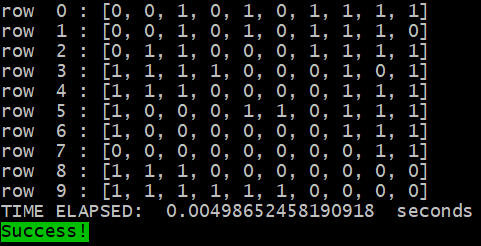 row  0 : [0, 0, 1, 0, 1, 0, 1, 1, 1, 1]
row  1 : [0, 0, 1, 0, 1, 0, 1, 1, 1, 0]
row  2 : [0, 1, 1, 0, 0, 0, 1, 1, 1, 1]
row  3 : [1, 1, 1, 1, 0, 0, 0, 1, 0, 1]
row  4 : [1, 1, 1, 1, 0, 0, 0, 1, 1, 1]
row  5 : [1, 0, 0, 0, 1, 1, 0, 1, 1, 1]
row  6 : [1, 0, 0, 0, 0, 0, 0, 1, 1, 1]
row  7 : [0, 0, 0, 0, 0, 0, 0, 0, 1, 1]
row  8 : [1, 1, 1, 0, 0, 0, 0, 0, 0, 0]
row  9 : [1, 1, 1, 1, 1, 1, 0, 0, 0, 0]
TIME ELAPSED:  0.00498652458190918  seconds
Success!